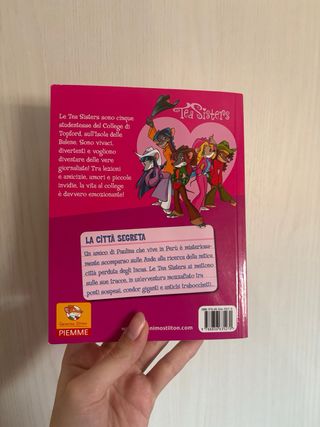 Tea Sisters
Le Tea Sisters sono cinque
studentesse del College di
Topford, sull'Isola delle
Balene. Sono vivaci,
divertenti e vogliono
diventare delle vere
giornaliste! Tra lezioni
e amicizie, amori e piccole
invidie, la vita al college
è davvero emozionante!
LA CITTÀ SEGRETA
Un amico di Paulina che vive in Perù è misteriosa-
mente scomparso sulle Ande alla ricerca della mitica
città perduta degli Incas. Le Tea Sisters si mettono
sulle sue tracce, in un'avventura mozzafiato tra
ponti sospesi, condor giganti e antichi trabocchetti...
PIEMME
nimostilton.com